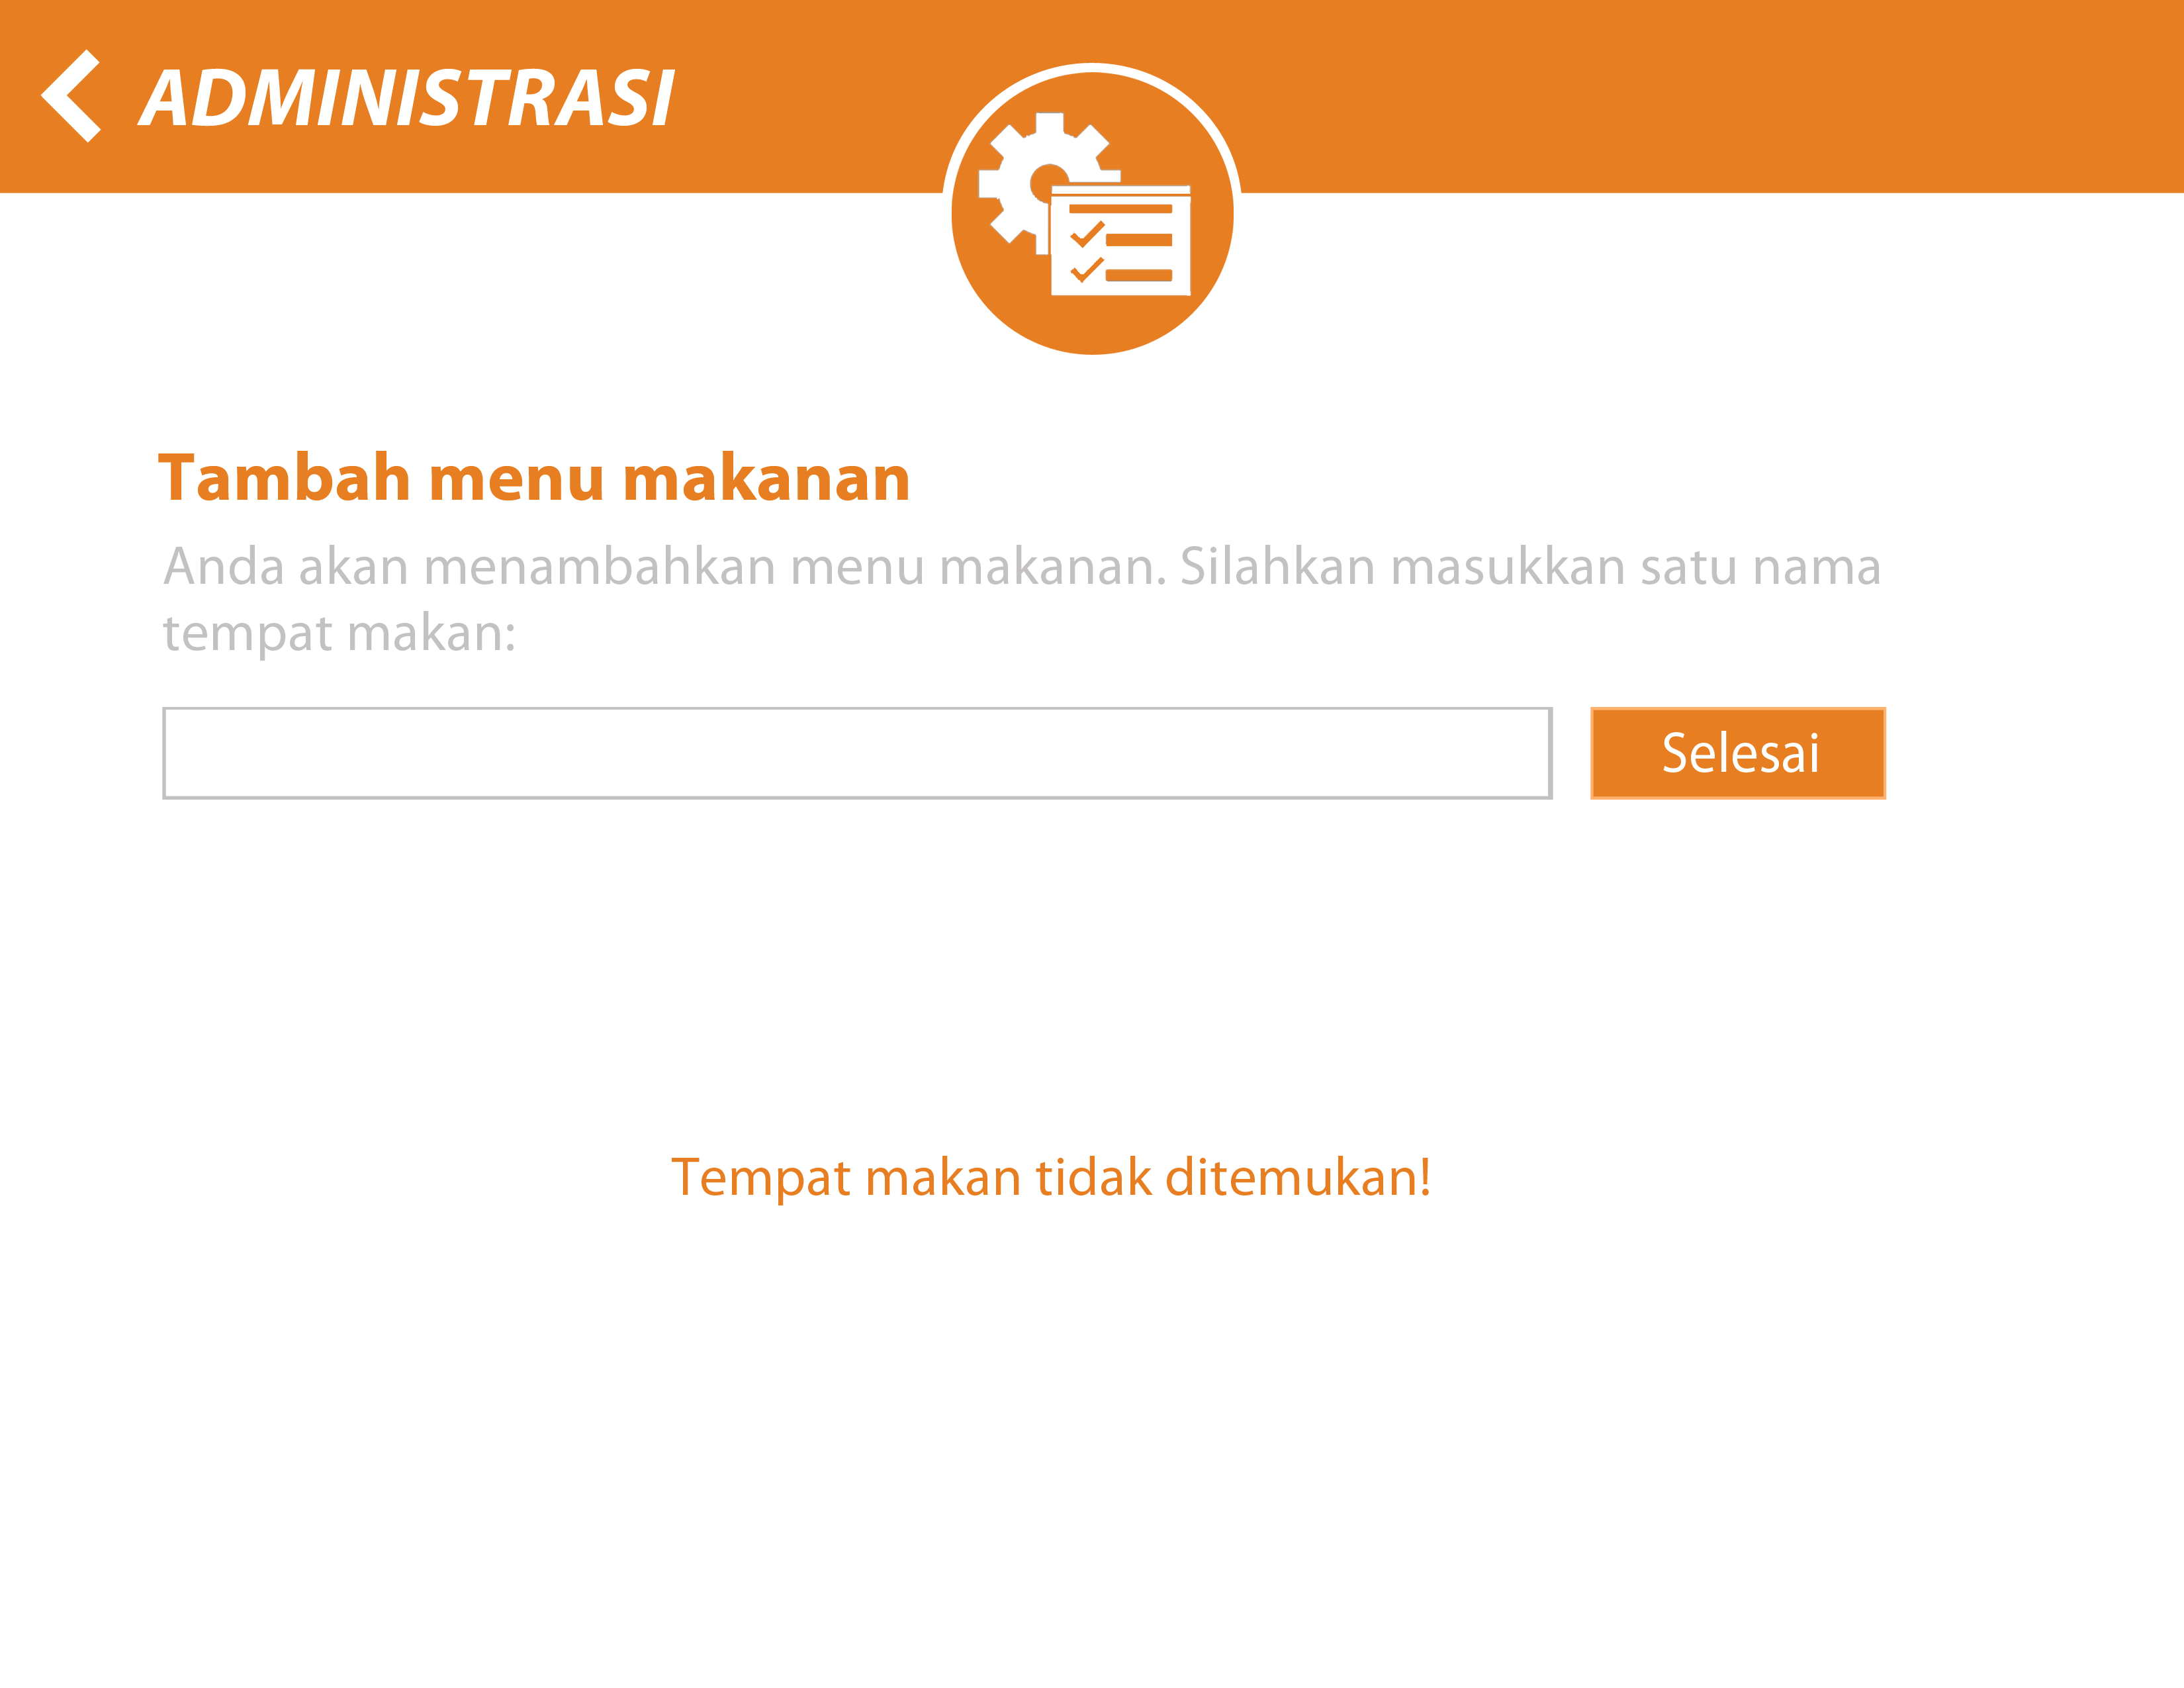 ADMINISTRASI
Tambah menu makanan
Anda akan menambahkan menu makanan. Silahkan masukkan satu nama
tempat makan:
Selesai
Tempat makan tidak ditemukan!